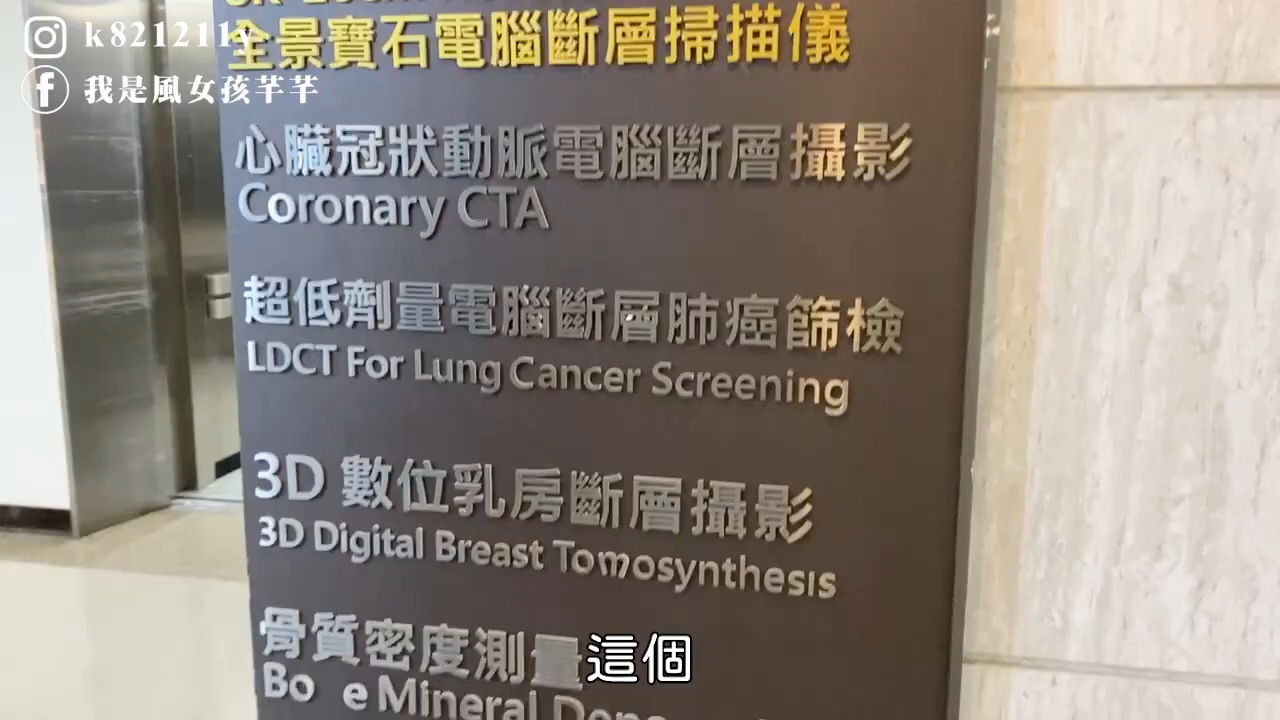 k821211y
我是風女孩芊芊
全景寶石電腦斷層掃描儀
心臟冠狀動脈電腦斷層攝影
Coronary CTA
超低劑量電腦斷層肺癌篩檢
LDCT For Lung Cancer Screening
3D 數位乳房斷層攝影
3D Digital Breast Tomosynthesis
骨質密度測量
Bo e Mineral
這個